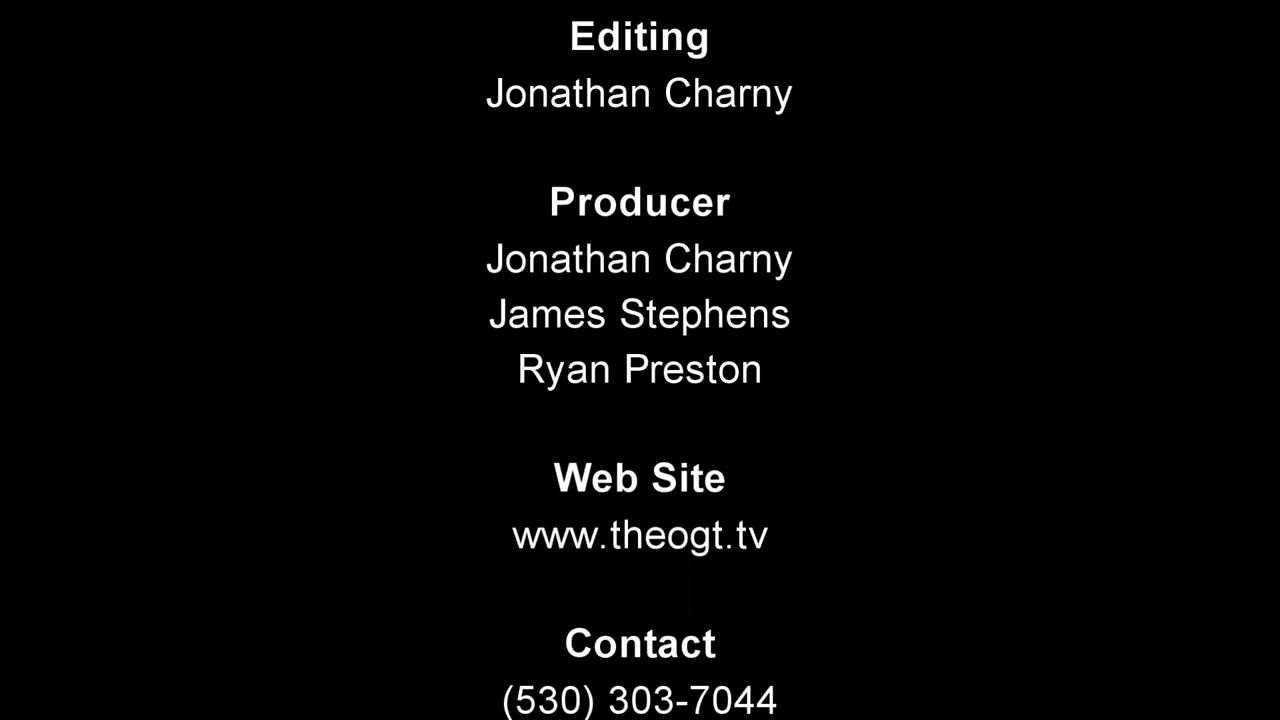 Editing
Jonathan Charny
Producer
Jonathan Charny
James Stephens
Ryan Preston
Web Site
www.theogt.tv
Contact
(530) 303-7044